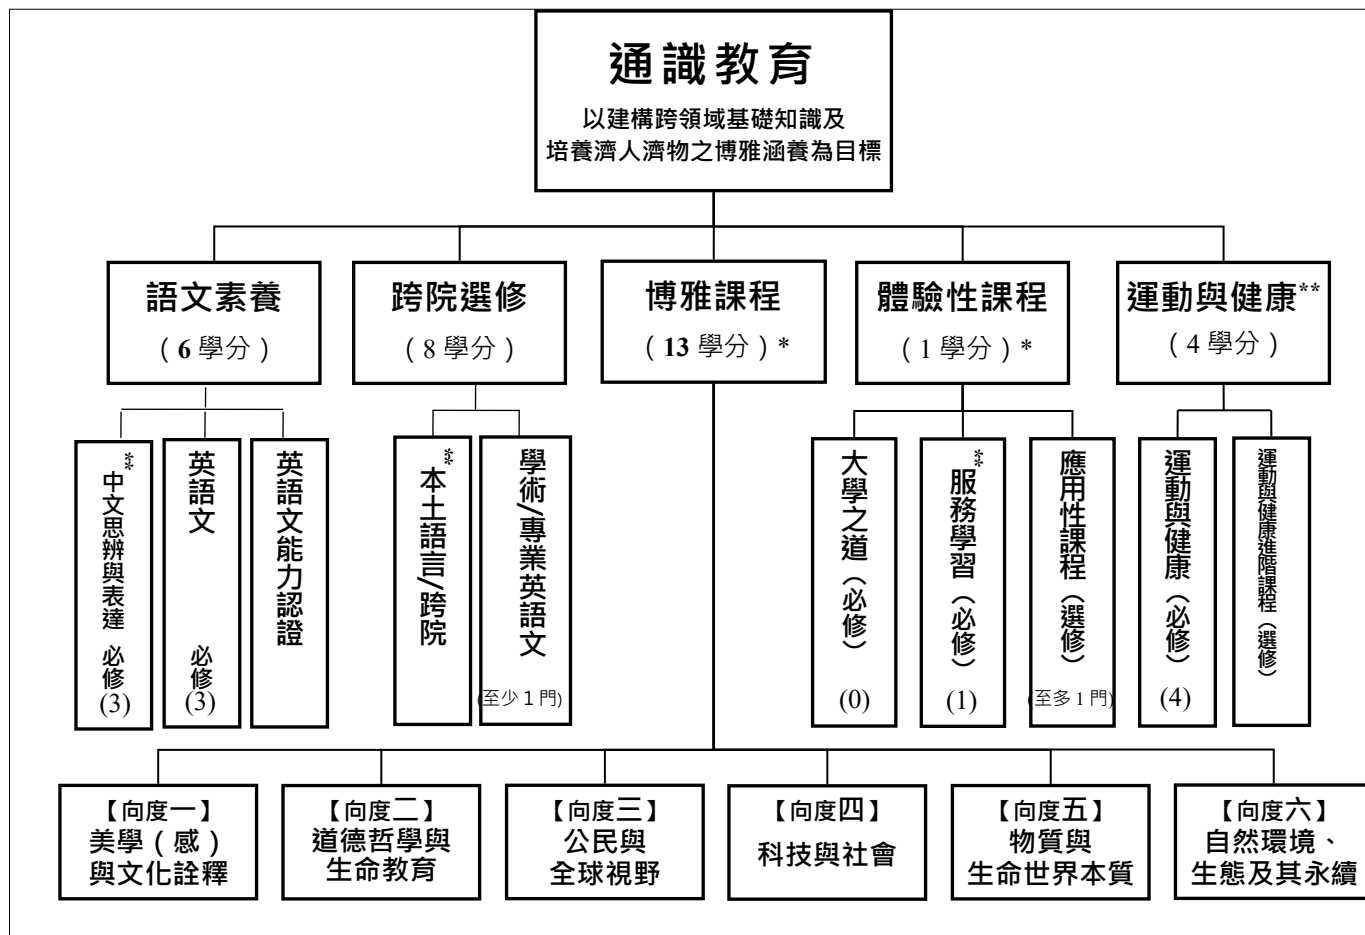 通識教育
以建構跨領域基礎知識及
培養濟人濟物之博雅涵養為目標
語文素養
（6 學分）
跨院選修
（8 學分）
博雅課程
（13 學分）*
體驗性課程
（1 學分）*
運動與健康**
（4 學分）
**中文思辨與表達 必修
(3)
英語文 必修
(3)
英語文能力認證
**本土語言/跨院
學術/專業英語文
(至少 1 門)
大學之道（必修）
(0)
**服務學習（必修）
(1)
應用性課程（選修）
(至多 1 門)
運動與健康（必修）
(4)
運動與健康進階課程（選修）
【向度一】
美學（感）
與文化詮釋
【向度二】
道德哲學與
生命教育
【向度三】
公民與
全球視野
【向度四】
科技與社會
【向度五】
物質與
生命世界本質
【向度六】
自然環境、
生態及其永續